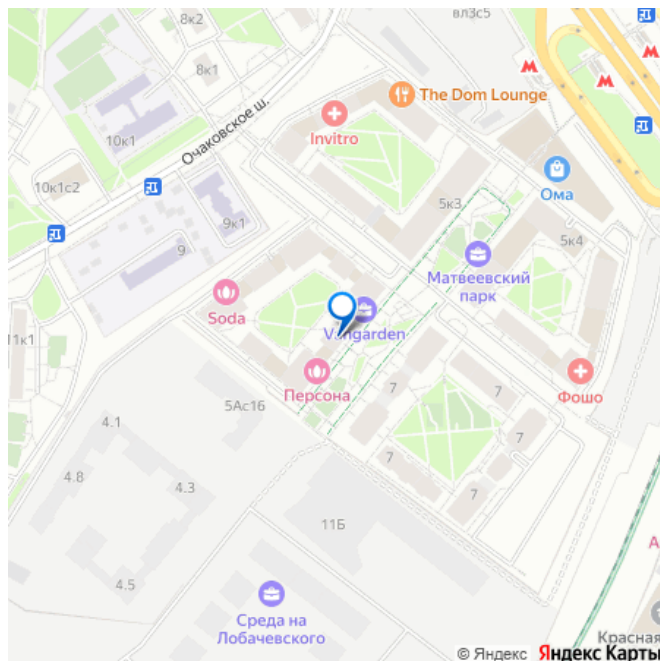 вл3с5
8к2
8к1
The Dom Lounge
Invitro
Очаковское ш.
10к1
Ома
10к1с2
5к3
9к1
5к4
9
Матвеевский
парк
Soda
Vangarden
11к1
Персона
Фошо
7
7
5Ас16
4.1
7
4.8
4.3
7
7
11Б
А
4.5
Среда на
Лобачевского
Красная
© Яндекс Яндекс Карты